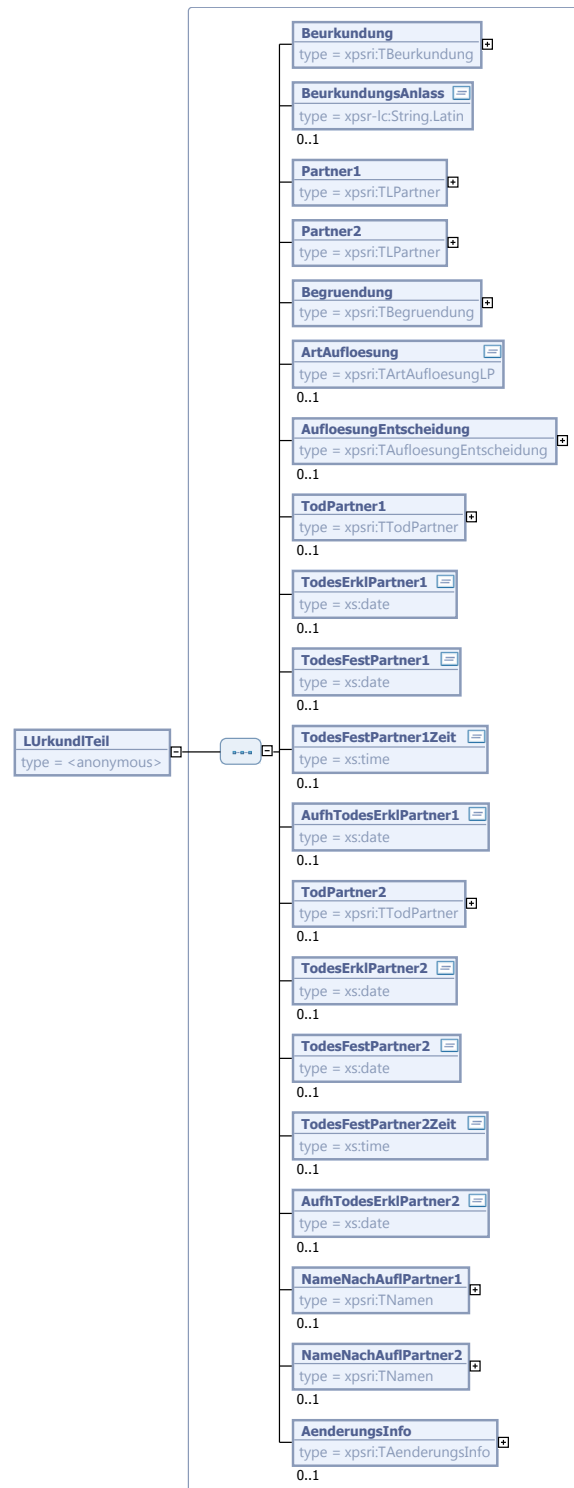 Beurkundung
type = xpsri:TBeurkundung
BeurkundungsAnlass
type = xpsr-lc:String.Latin
0..1
Partner1
type = xpsri:TLPartner
Partner2
type = xpsri:TLPartner
Begruendung
type = xpsri:TBegruendung
ArtAufloesung
type = xpsri:TArtAufloesungLP
0..1
AufloesungEntscheidung
type = xpsri:TAufloesungEntscheidung
0..1
TodPartner1
type = xpsri:TTodPartner
0..1
TodesErklPartner1
type = xs:date
0..1
TodesFestPartner1
type = xs:date
0..1
LUrkundlTeil
type = <anonymous>
TodesFestPartner1Zeit
type = xs:time
0..1
AufhTodesErklPartner1
type = xs:date
0..1
TodPartner2
type = xpsri:TTodPartner
0..1
TodesErklPartner2
type = xs:date
0..1
TodesFestPartner2
type = xs:date
0..1
TodesFestPartner2Zeit
type = xs:time
0..1
AufhTodesErklPartner2
type = xs:date
0..1
NameNachAuflPartner1
type = xpsri:TNamen
0..1
NameNachAuflPartner2
type = xpsri:TNamen
0..1
AenderungsInfo
type = xpsri:TAenderungsInfo
0..1